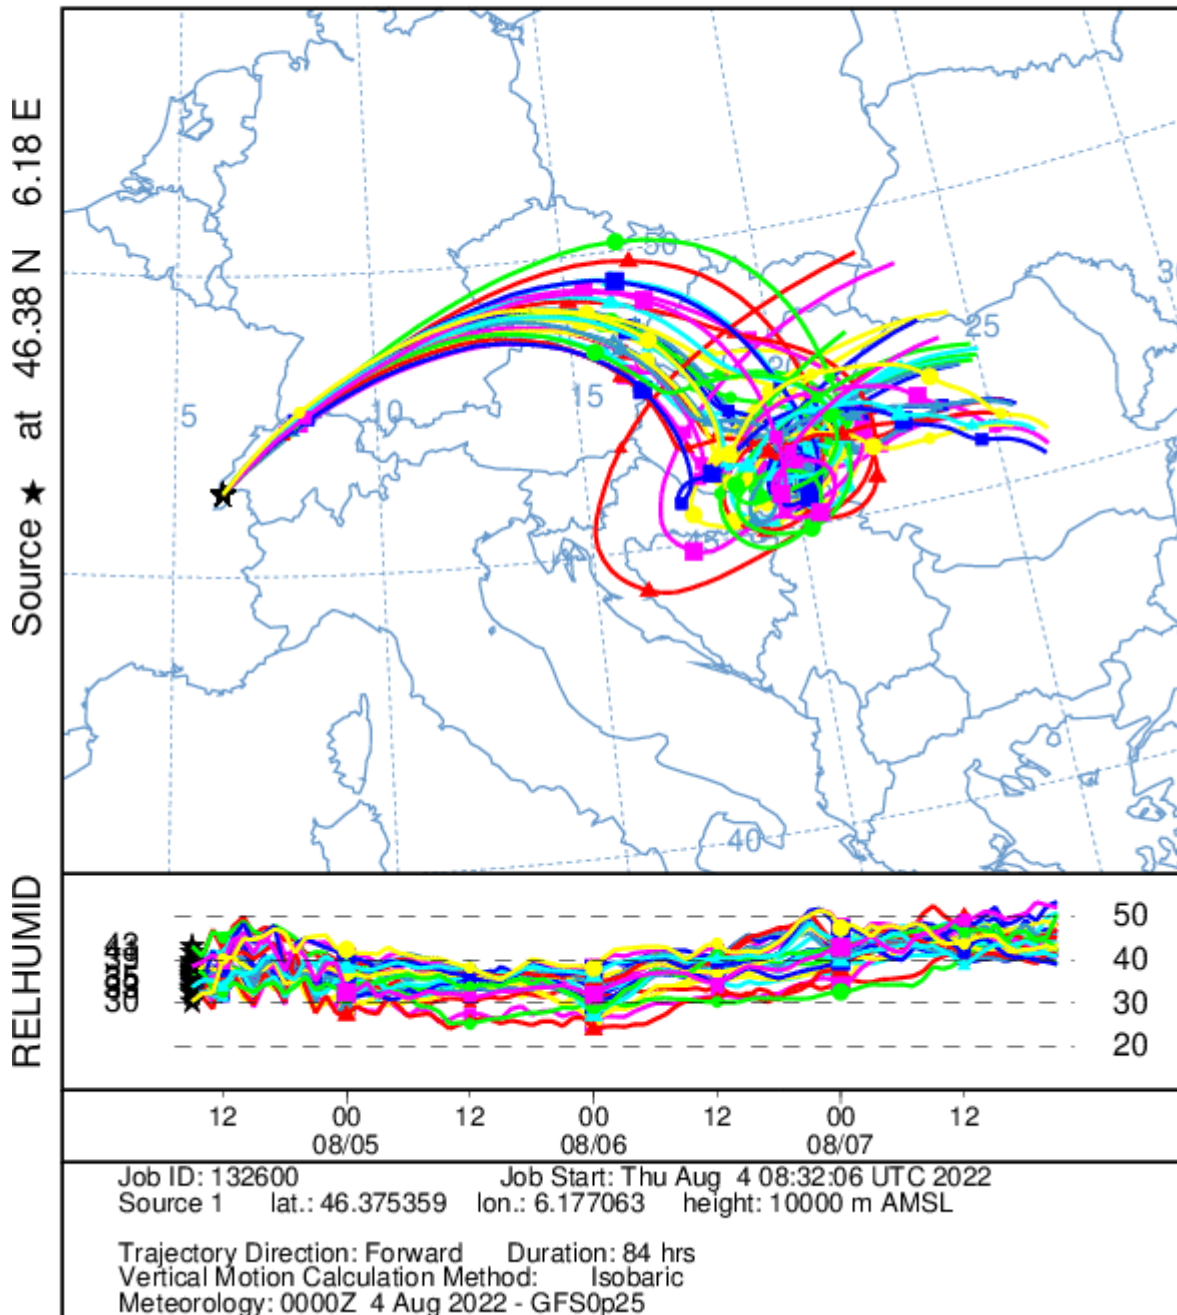 Source ★ at 46.38 N 6.18 E
50
30
25
20
5
10
15
45
40
RELHUMID
50
40
30
20
43
30
12 00 12 00 12 00 12
08/05 08/06 08/07
Job ID: 132600 Job Start: Thu Aug 4 08:32:06 UTC 2022
Source 1 lat.: 46.375359 lon.: 6.177063 height: 10000 m AMSL
Trajectory Direction: Forward Duration: 84 hrs
Vertical Motion Calculation Method: Isobaric
Meteorology: 0000Z 4 Aug 2022 - GFS0p25